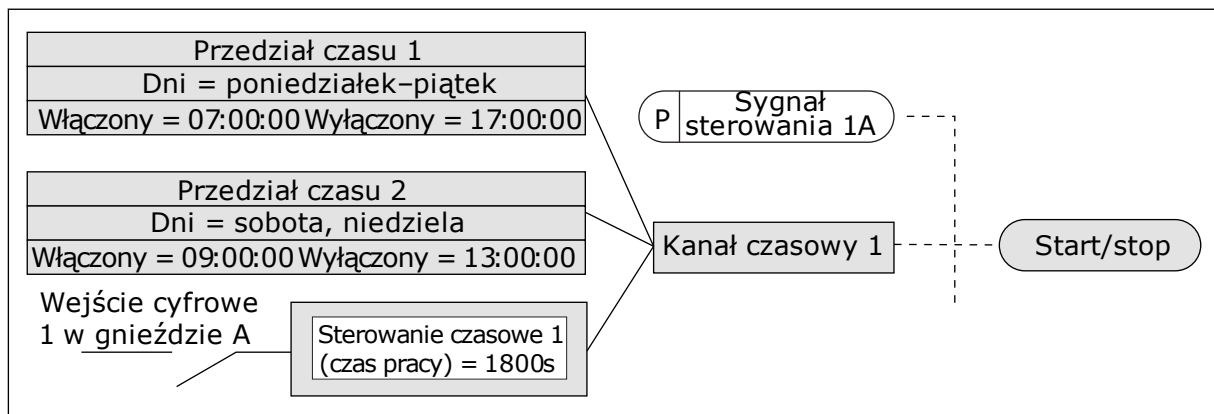 Przedział czasu 1
Dni = poniedziałek–piątek
Włączony = 07:00:00 Wyłączony = 17:00:00
P
Sygnał
sterowania 1A
Przedział czasu 2
Dni = sobota, niedziela
Włączony = 09:00:00 Wyłączony = 13:00:00
Kanał czasowy 1
Start/stop
Wejście cyfrowe
1 w gnieździe A
Sterowanie czasowe 1
(czas pracy) = 1800s